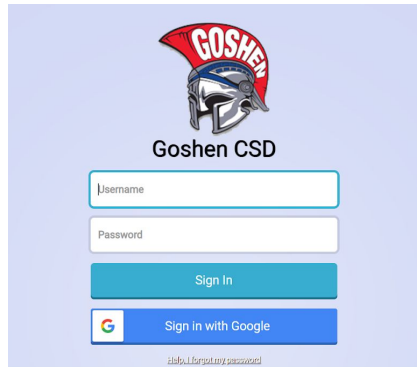 GOSHEN
Goshen CSD
Username
Password
Sign In
G Sign in with Google
Help, I forgot my password